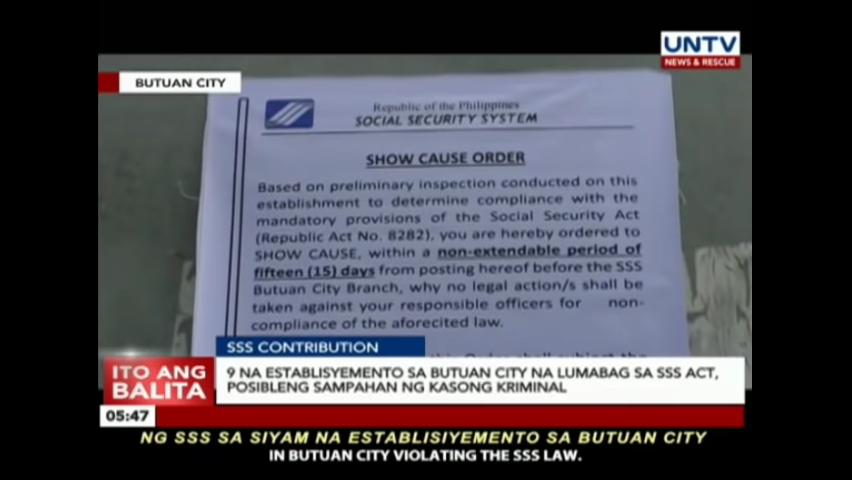 UNTV
NEWS & RESCUE
BUTUAN CITY
Republic of the Philippines
SOCIAL SECURITY SYSTEM
SHOW CAUSE ORDER
Based on preliminary inspection conducted on this
establishment to determine compliance with the
mandatory provisions of the Social Security Act
(Republic Act No. 8282), you are hereby ordered to
SHOW CAUSE, within a non-extendable period of
fifteen (15) days from posting hereof before the SSS
Butuan City Branch, why no legal action/s shall be
taken against your responsible officers for non-
compliance of the aforecited law.
this Order shall subject the
SSS CONTRIBUTION
ITO ANG
BALITA
9 NA ESTABLISYEMENTO SA BUTUAN CITY NA LUMABAG SA SSS ACT,
POSIBLENG SAMPAHAN NG KASONG KRIMINAL
05:47
NG SSS SA SIYAM NA ESTABLISIYEMENTO SA BUTUAN CITY
IN BUTUAN CITY VIOLATING THE SSS LAW.